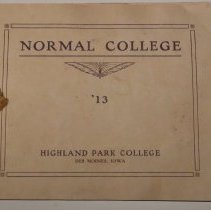 NORMAL COLLEGE
'13
HIGHLAND PARK COLLEGE
DES MOINES, IOWA